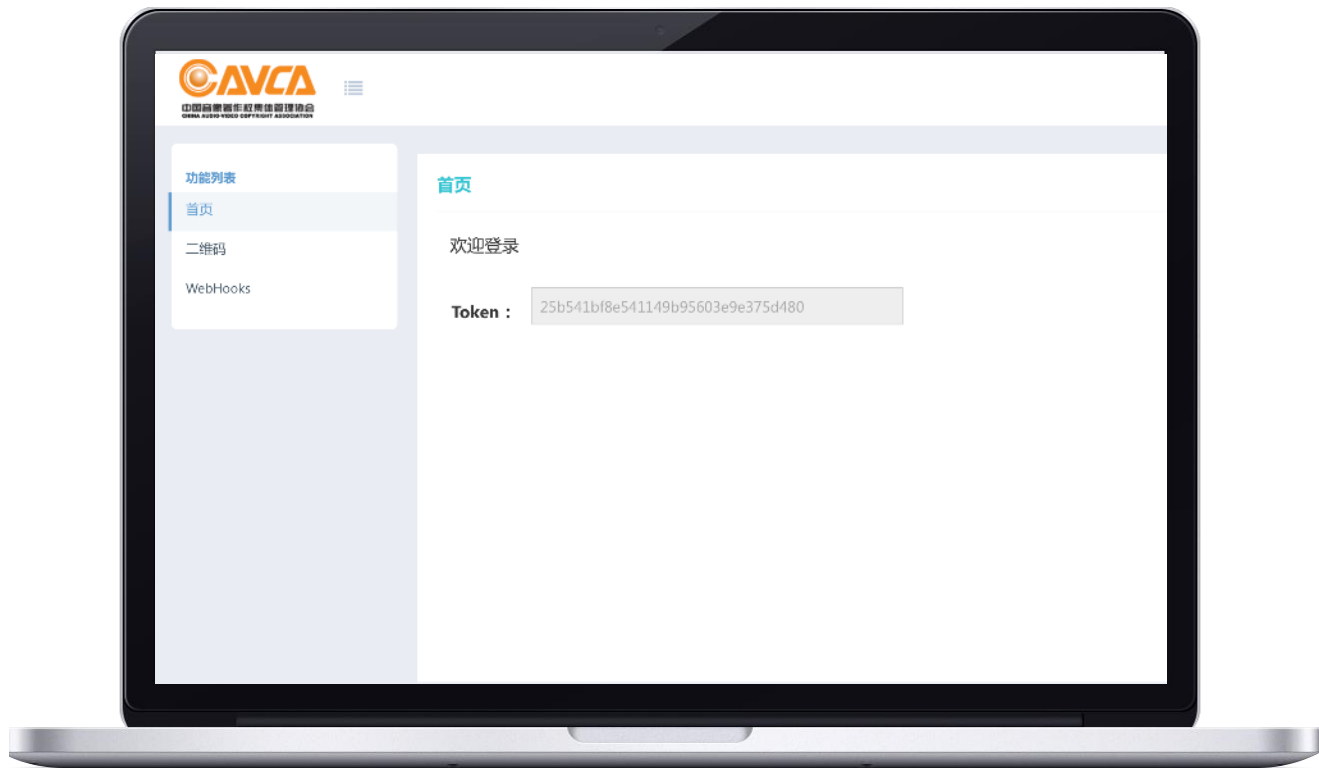 CAVCA
中国音像著作权集体管理协会
CHINA AUDIO-VIDEO COPYRIGHT ASSOCIATION
功能列表
首页
二维码
WebHooks
首页
欢迎登录
Token：
25b541bf8e541149b95603e9e375d480